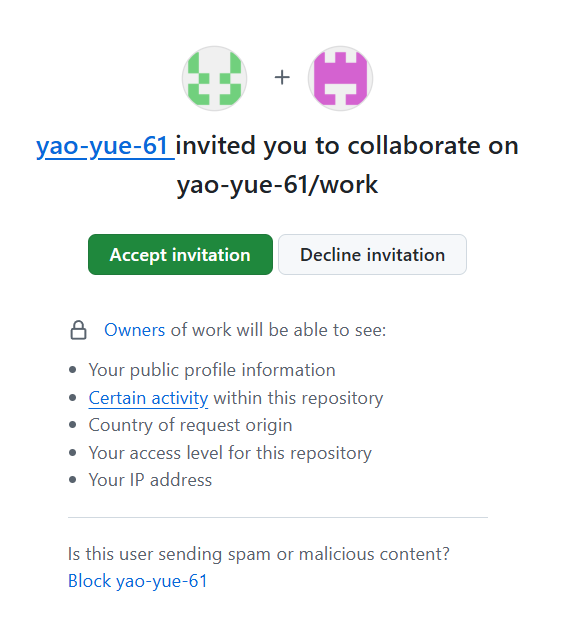 +
yao-yue-61 invited you to collaborate on
yao-yue-61/work
Accept invitation Decline invitation
Owners of work will be able to see:
• Your public profile information
• Certain activity within this repository
• Country of request origin
• Your access level for this repository
• Your IP address
Is this user sending spam or malicious content?
Block yao-yue-61